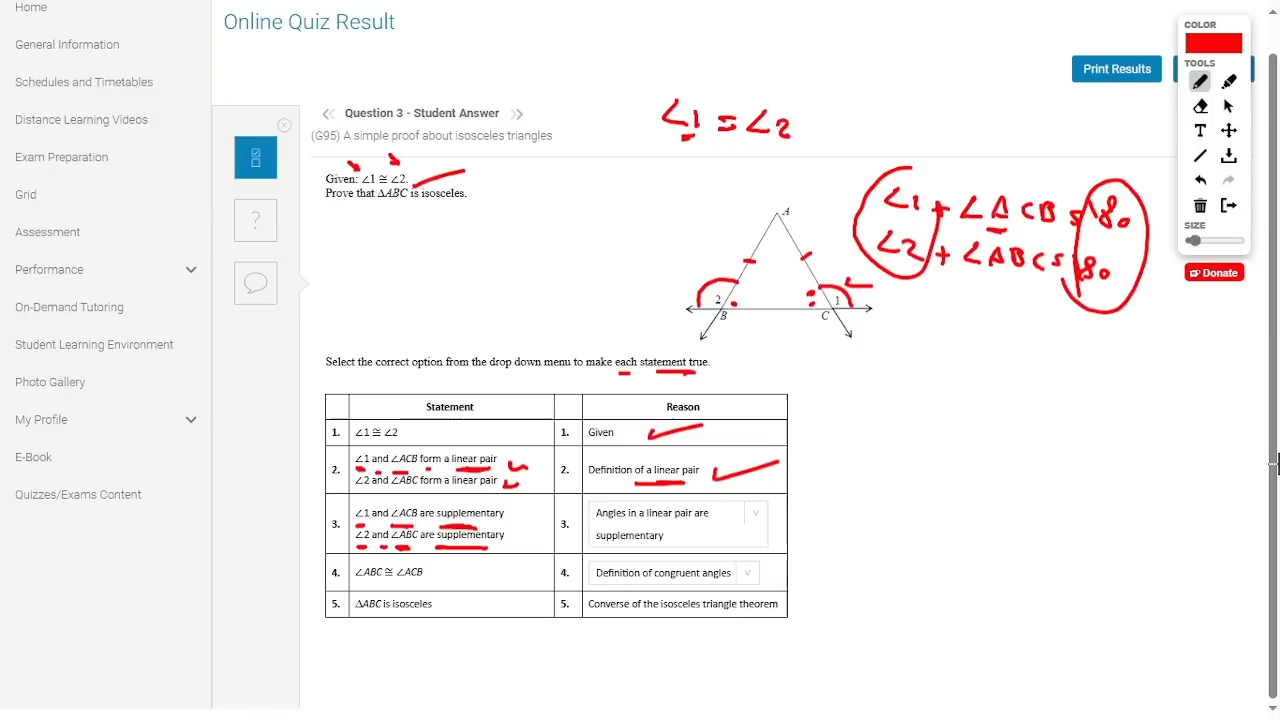 Home
General Information
Schedules and Timetables
Distance Learning Videos
Exam Preparation
Grid
Assessment
Performance
On-Demand Tutoring
Student Learning Environment
Photo Gallery
My Profile
E-Book
Quizzes/Exams Content
Online Quiz Result
Print Results
Question 3 - Student Answer
(G95) A simple proof about isosceles triangles
Given: ∠1 ≅ ∠2.
Prove that ΔABC is isosceles.
∠1 = ∠2
∠1 + ∠ACB = 180
∠2 + ∠ABC = 180
A
2
1
B
C
Select the correct option from the drop down menu to make each statement true.
Statement Reason
1. ∠1 ≅ ∠2 1. Given
2. ∠1 and ∠ACB form a linear pair
∠2 and ∠ABC form a linear pair
2. Definition of a linear pair
3. ∠1 and ∠ACB are supplementary
∠2 and ∠ABC are supplementary
3. Angles in a linear pair are
supplementary
4. ∠ABC ≅ ∠ACB 4. Definition of congruent angles
5. ΔABC is isosceles 5. Converse of the isosceles triangle theorem
COLOR
TOOLS
T
SIZE
Donate